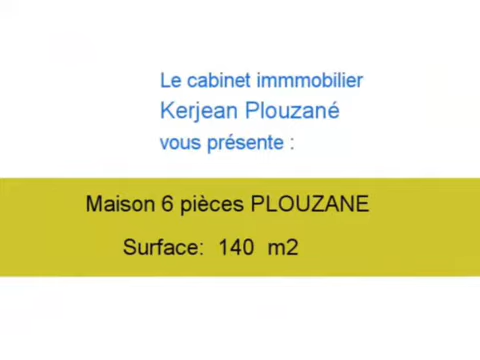 Le cabinet immmobilier
Kerjean Plouzané
vous présente :
Maison 6 pièces PLOUZANE
Surface: 140 m2